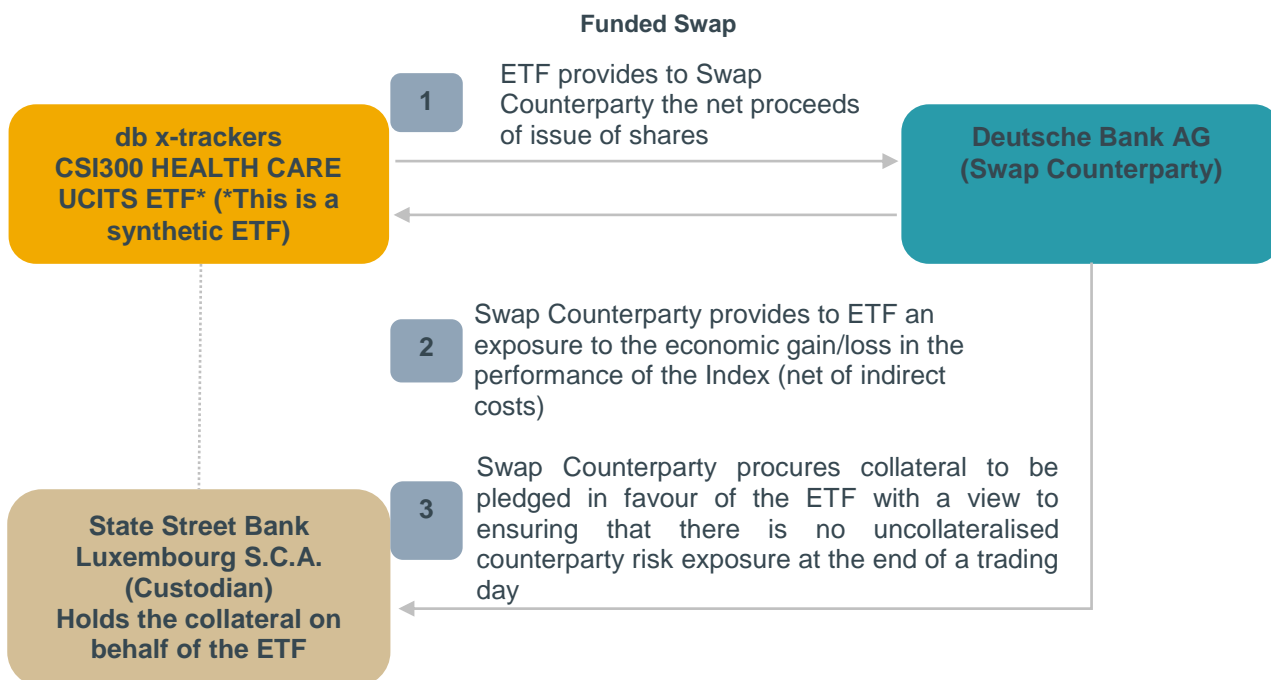 Funded Swap
1
ETF provides to Swap
Counterparty the net proceeds
of issue of shares
db x-trackers
CSI300 HEALTH CARE
UCITS ETF* (*This is a
synthetic ETF)
Deutsche Bank AG
(Swap Counterparty)
2
Swap Counterparty provides to ETF an
exposure to the economic gain/loss in the
performance of the Index (net of indirect
costs)
3
Swap Counterparty procures collateral to be
pledged in favour of the ETF with a view to
ensuring that there is no uncollateralised
counterparty risk exposure at the end of a trading
day
State Street Bank
Luxembourg S.C.A.
(Custodian)
Holds the collateral on
behalf of the ETF